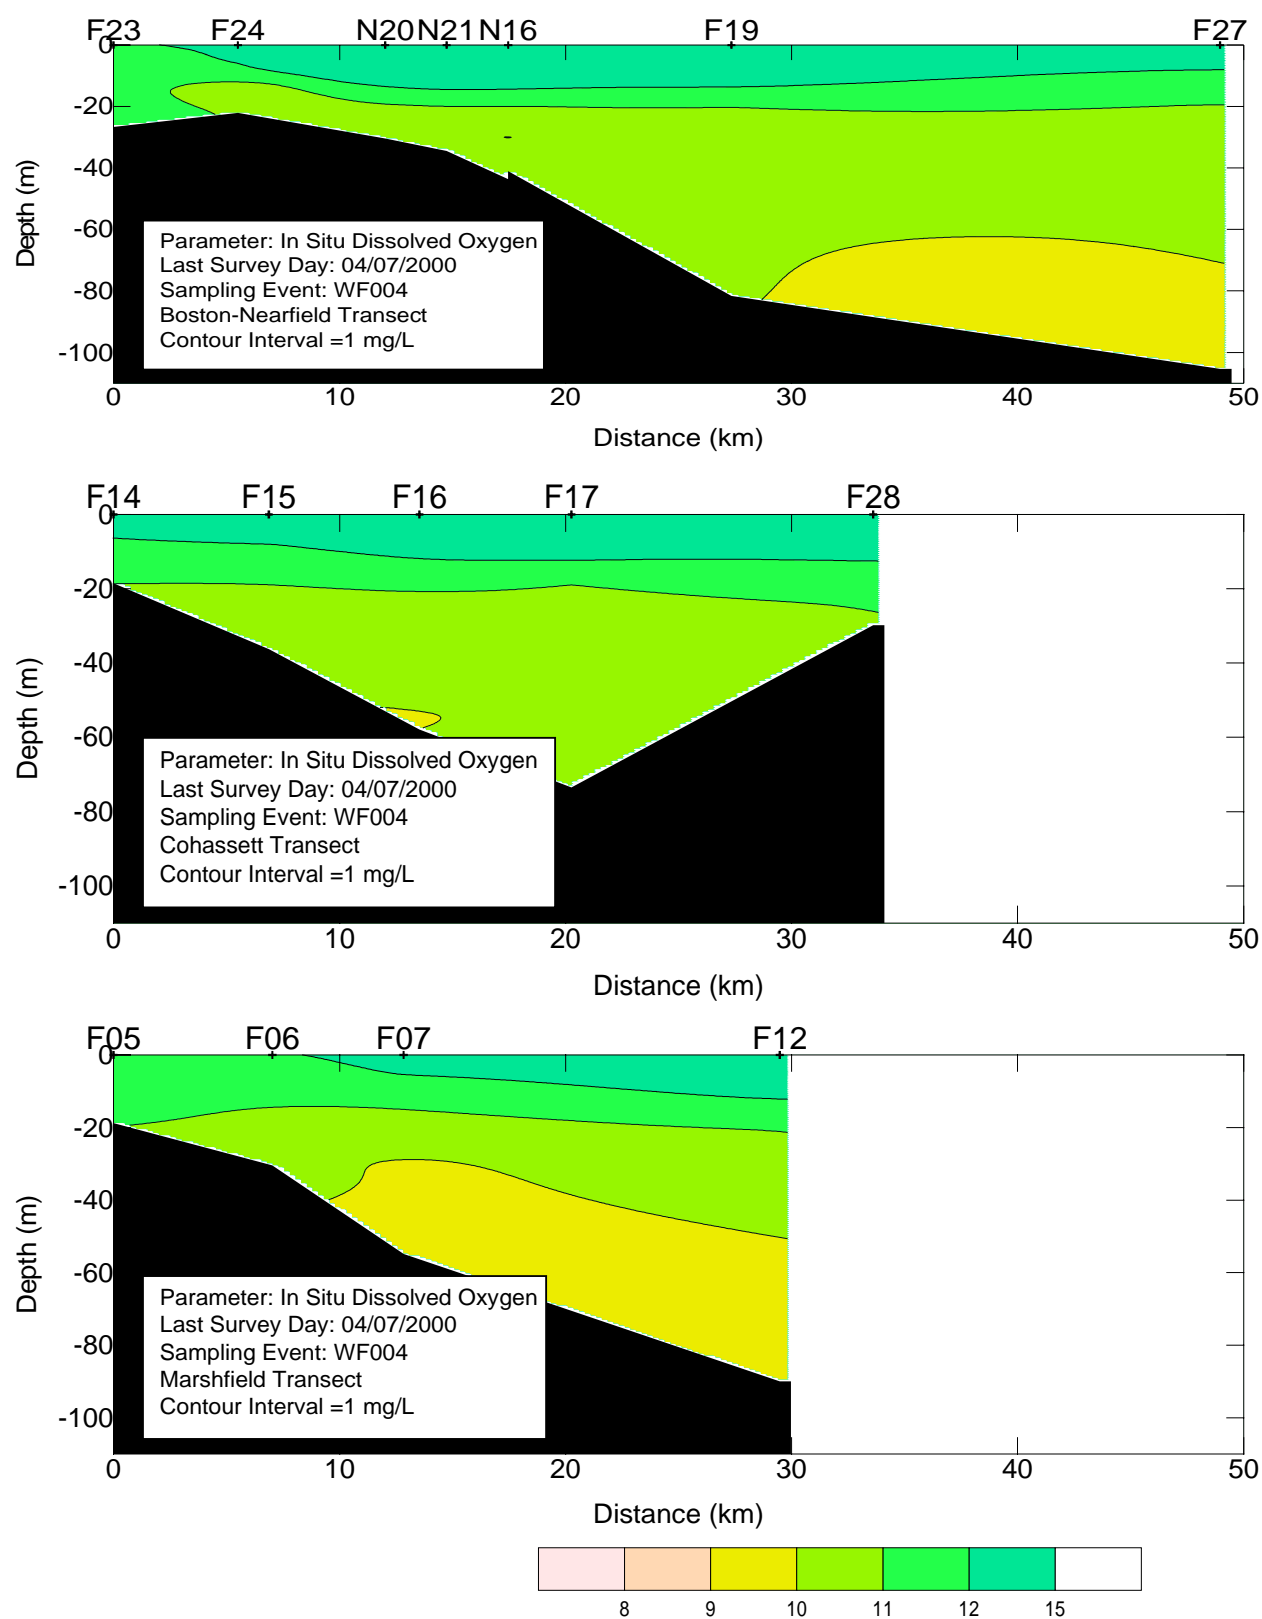 F23 F24 N20 N21 N16 F19 F27
0
-20
-40
-60
-80
-100
Depth (m)
Parameter: In Situ Dissolved Oxygen
Last Survey Day: 04/07/2000
Sampling Event: WF004
Boston-Nearfield Transect
Contour Interval =1 mg/L
0 10 20 30 40 50
Distance (km)
F14 F15 F16 F17 F28
0
-20
-40
-60
-80
-100
Depth (m)
Parameter: In Situ Dissolved Oxygen
Last Survey Day: 04/07/2000
Sampling Event: WF004
Cohassett Transect
Contour Interval =1 mg/L
0 10 20 30 40 50
Distance (km)
F05 F06 F07 F12
0
-20
-40
-60
-80
-100
Depth (m)
Parameter: In Situ Dissolved Oxygen
Last Survey Day: 04/07/2000
Sampling Event: WF004
Marshfield Transect
Contour Interval =1 mg/L
0 10 20 30 40 50
Distance (km)
8 9 10 11 12 15